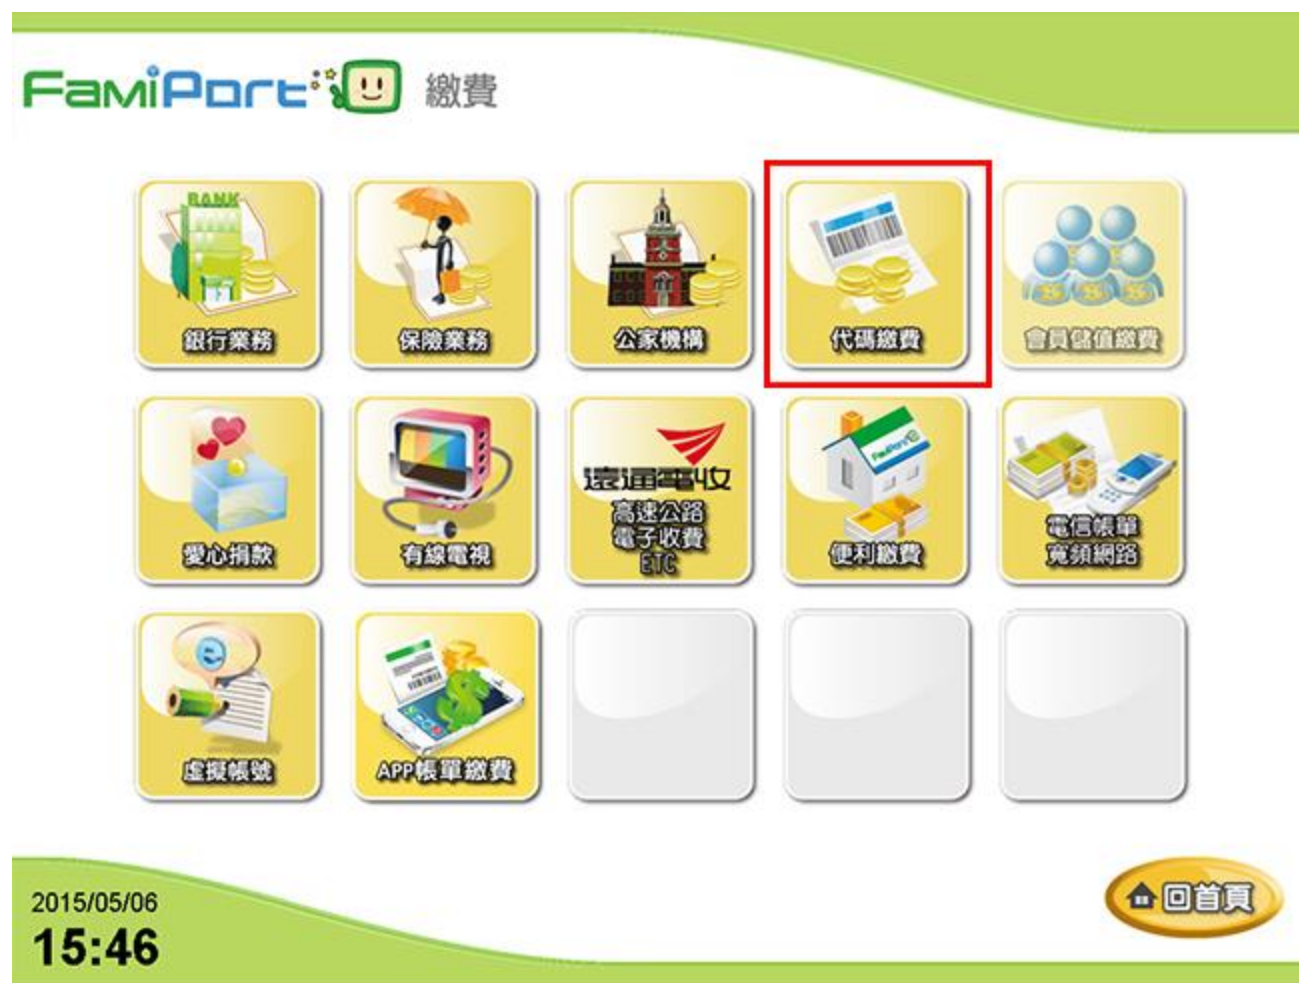 FamiPort 繳費
BANK
銀行業務
保險業務
公家機構
代碼繳費
會員儲值繳費
愛心捐款
有線電視
遠通電收
高速公路
電子收費
ETC
FamiPort
便利繳費
電信帳單
寬頻網路
虛擬帳號
APP帳單繳費
2015/05/06
15:46
回首頁